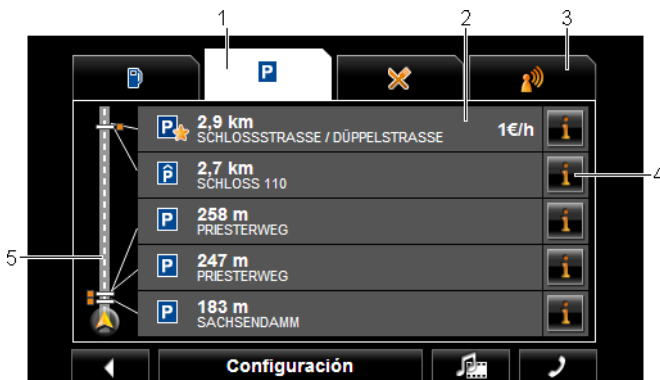 1
2
3
P
P 2,9 km 1€/h i
SCHLOSSSTRASSE / DÜPPELSTRASSE
P 2,7 km i
SCHLOSS 110
4
P 258 m i
PRIESTERWEG
5
P 247 m i
PRIESTERWEG
P 183 m i
SACHSENDAMM
Configuración